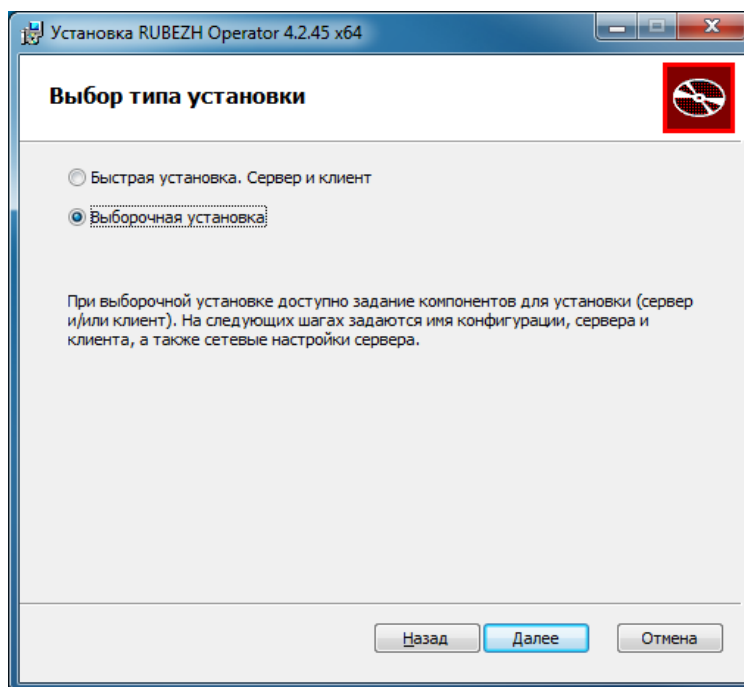 Установка RUBEZH Operator 4.2.45 x64
Выбор типа установки
Быстрая установка. Сервер и клиент
Выборочная установка
При выборочной установке доступно задание компонентов для установки (сервер
и/или клиент). На следующих шагах задаются имя конфигурации, сервера и
клиента, а также сетевые настройки сервера.
Назад Далее Отмена